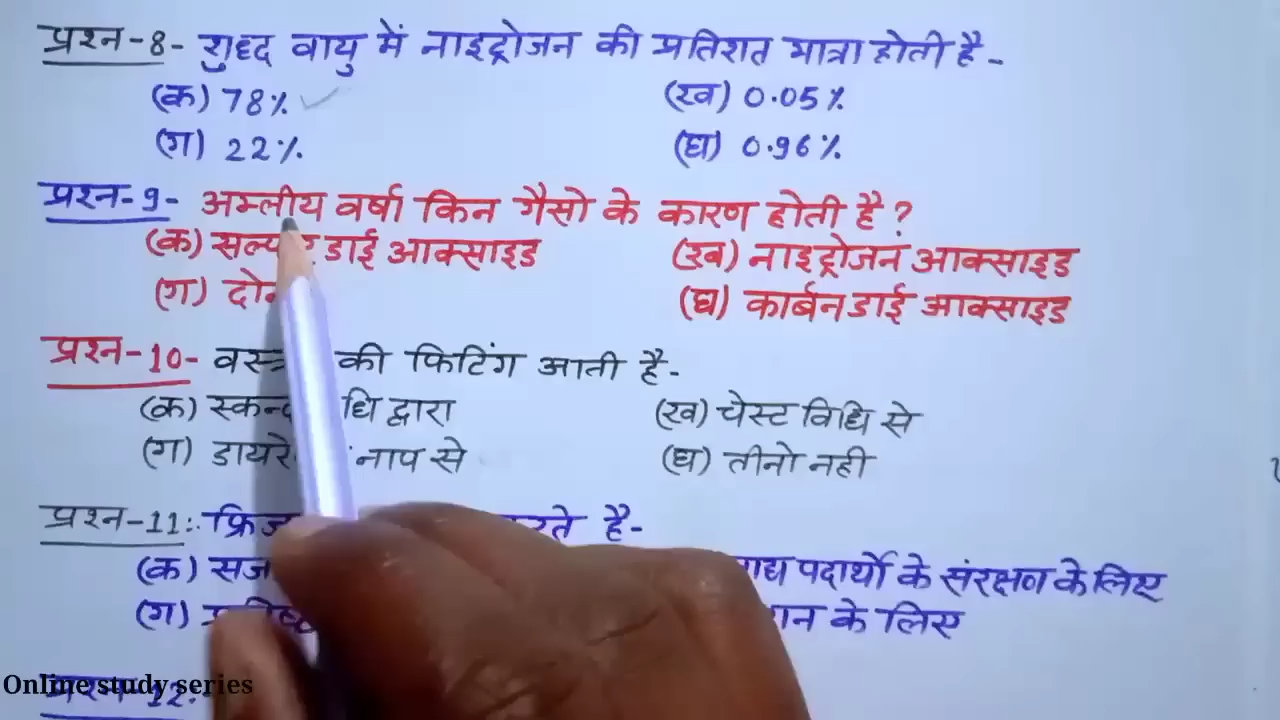 प्रश्न-8- शुद्द वायु में नाइट्रोजन की प्रतिशत मात्रा होती है-
(क) 78% (ख) 0.05%
(ग) 22% (घ) 0.96%
प्रश्न-9- अम्लीय वर्षा किन गैसो के कारण होती है ?
(क) डाई आक्साइड (ख) नाइट्रोजन आक्साइड
(ग) (घ) कार्बन डाई आक्साइड
प्रश्न-10- की फिटिंग आती है-
(क) द्वारा (ख) चेस्ट विधि से
(ग) नाप से (घ) तीनो नही
प्रश्न-11:- है-
(क) पदार्थो के संरक्षण के लिए
(ग) के लिए
प्रश्न-12:
Online study series